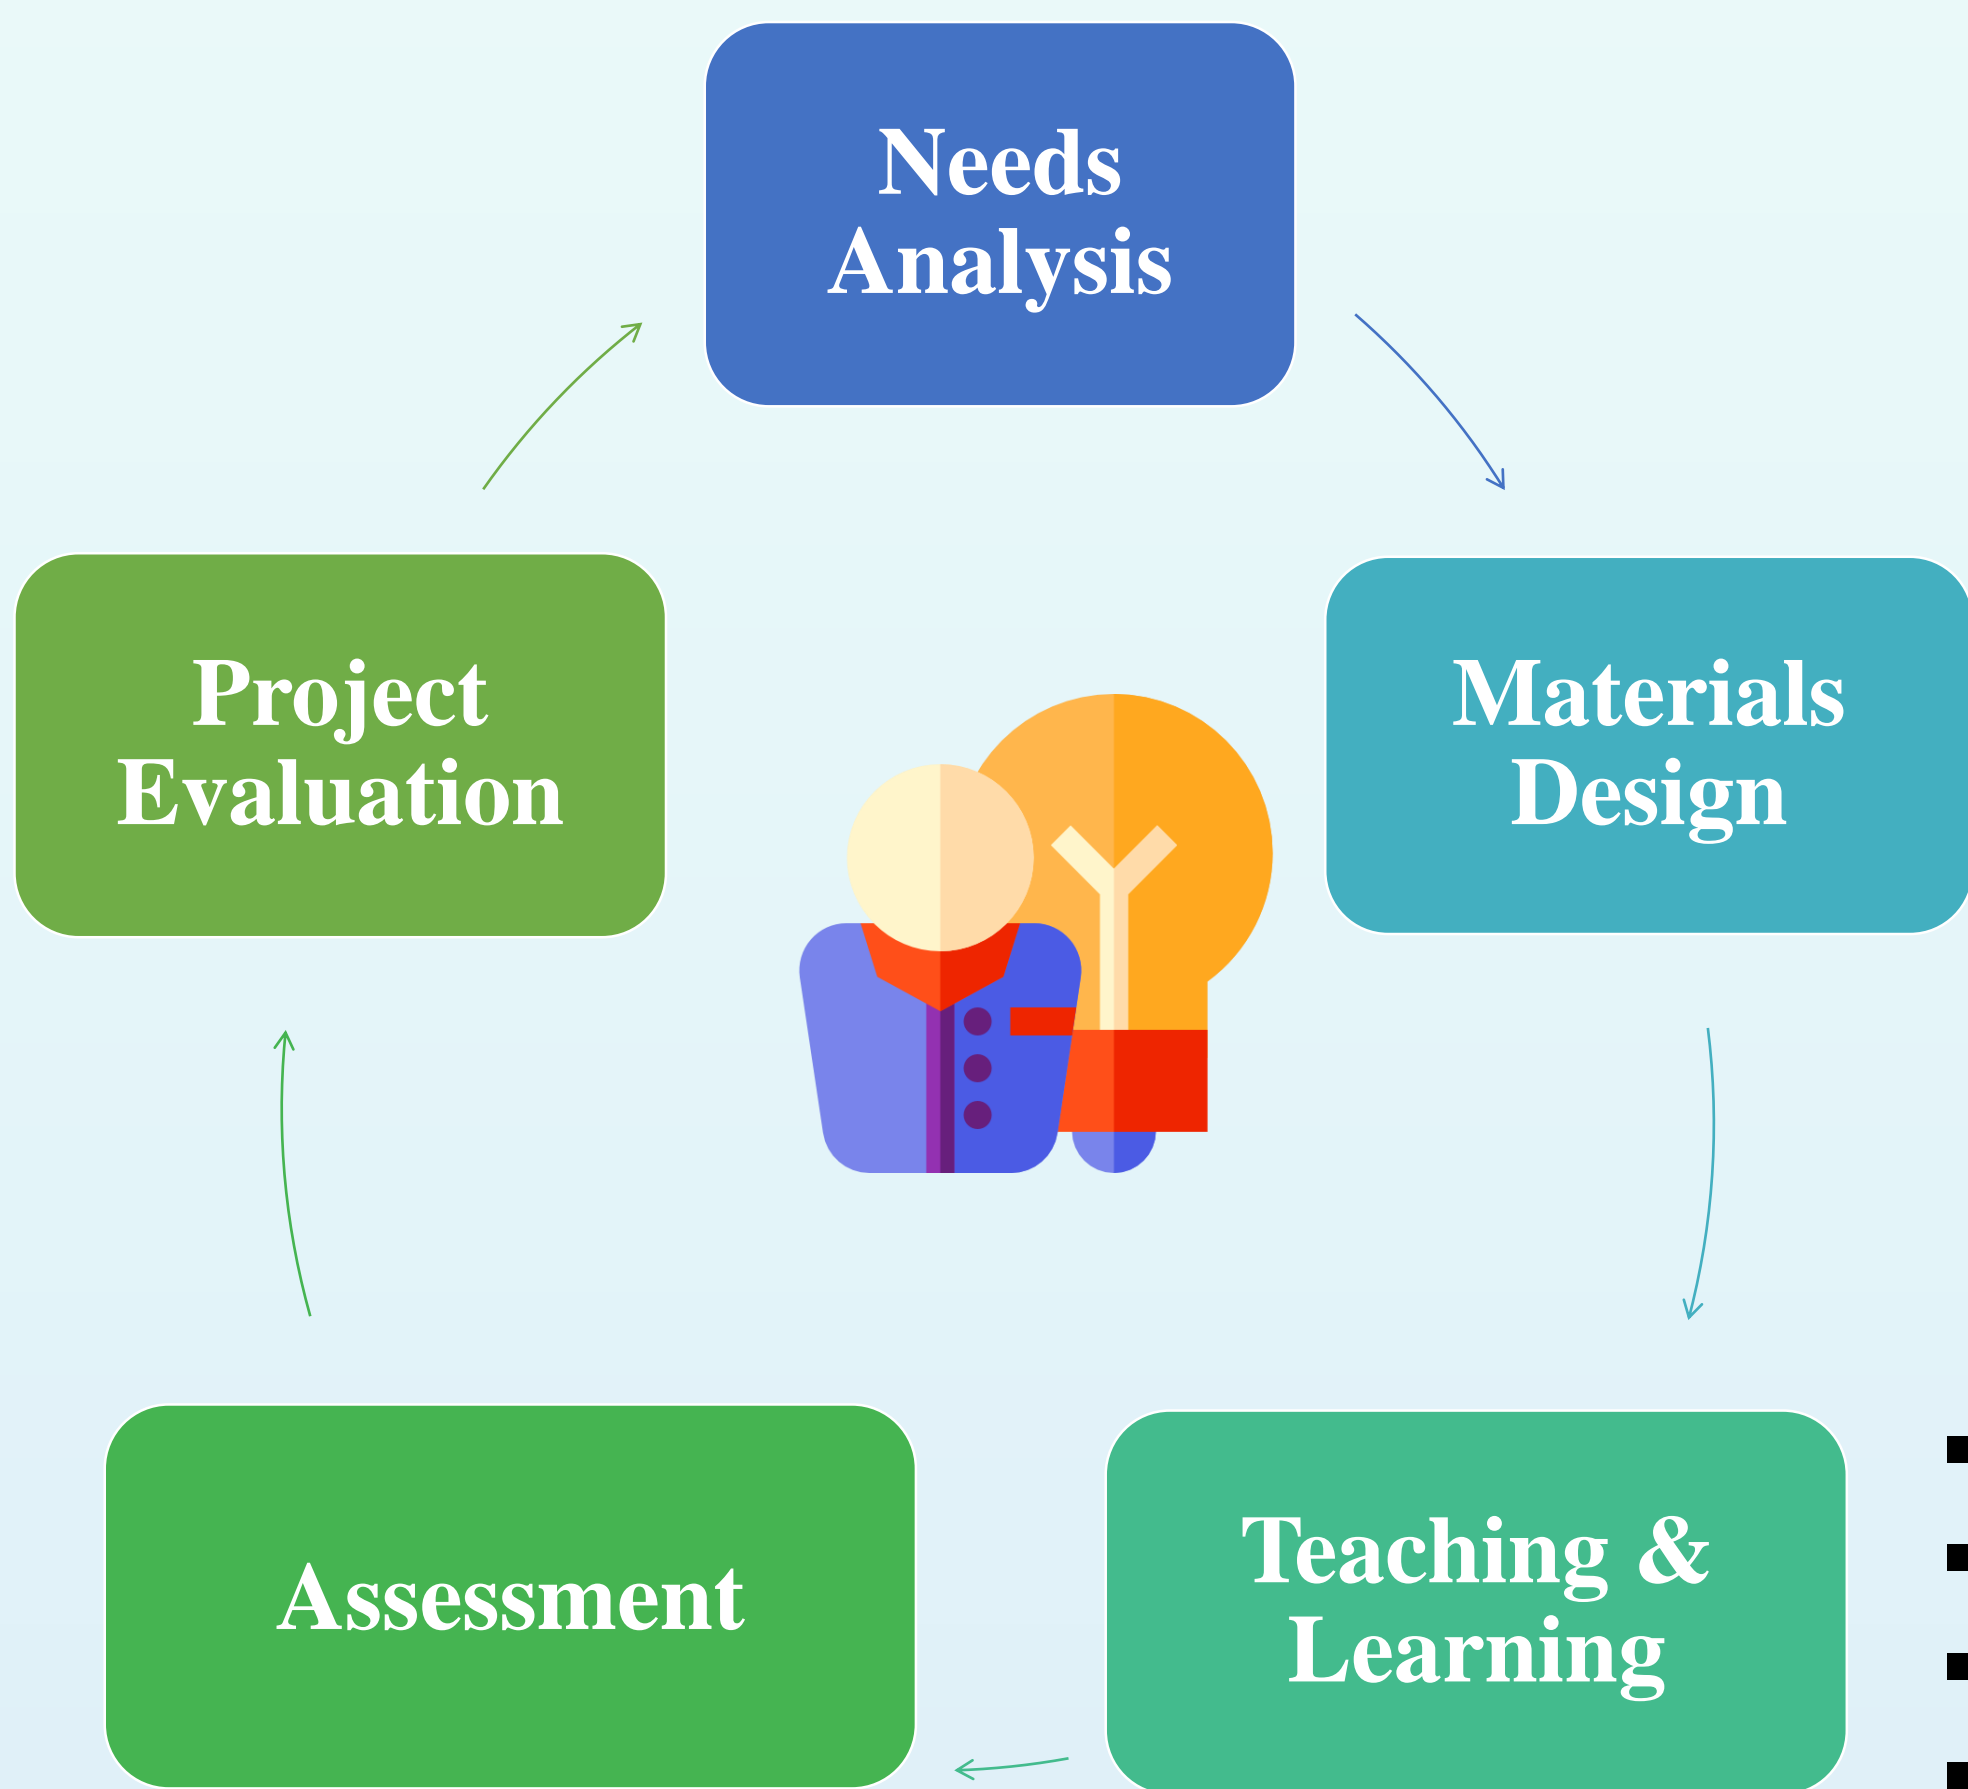 Needs
Analysis
Materials
Design
Teaching &
Learning
Assessment
Project
Evaluation